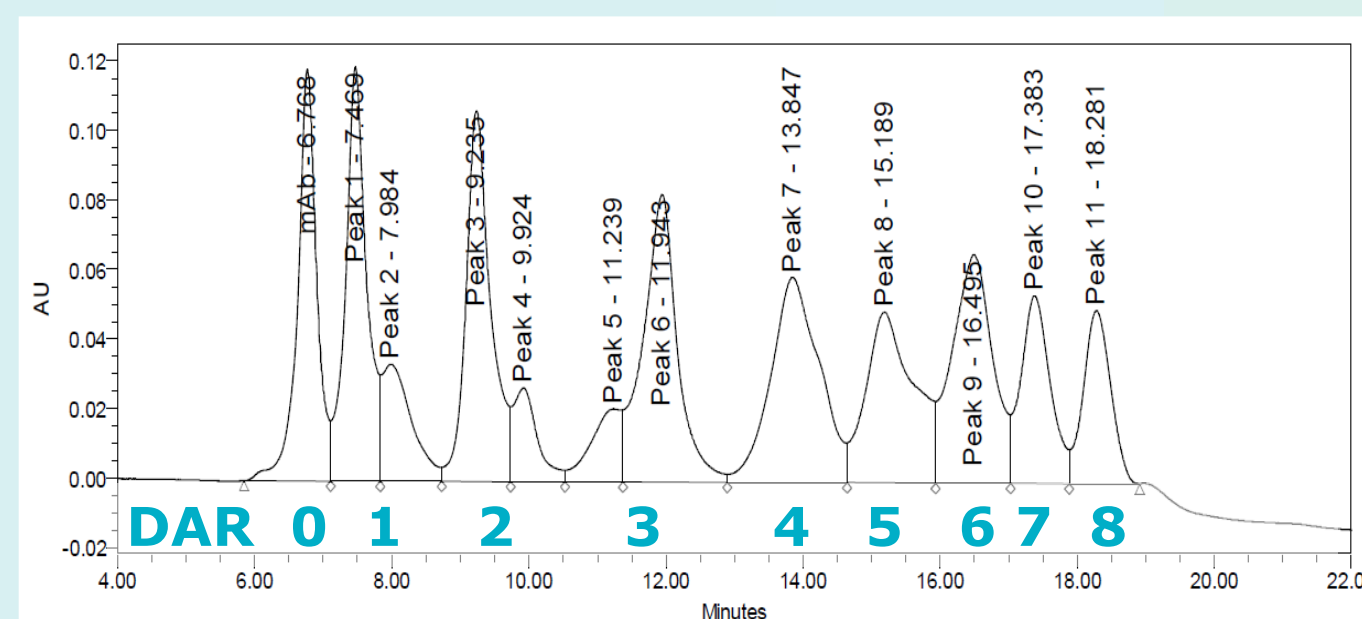 0.12
0.10
0.08
0.06
0.04
0.02
0.00
-0.02
AU
mAb - 6.768
Peak 1 - 7.469
Peak 2 - 7.984
Peak 3 - 9.235
Peak 4 - 9.924
Peak 5 - 11.239
Peak 6 - 11.943
Peak 7 - 13.847
Peak 8 - 15.189
Peak 9 - 16.495
Peak 10 - 17.383
Peak 11 - 18.281
DAR 0 1 2 3 4 5 6 7 8
4.00 6.00 8.00 10.00 12.00 14.00 16.00 18.00 20.00 22.0
Minutes